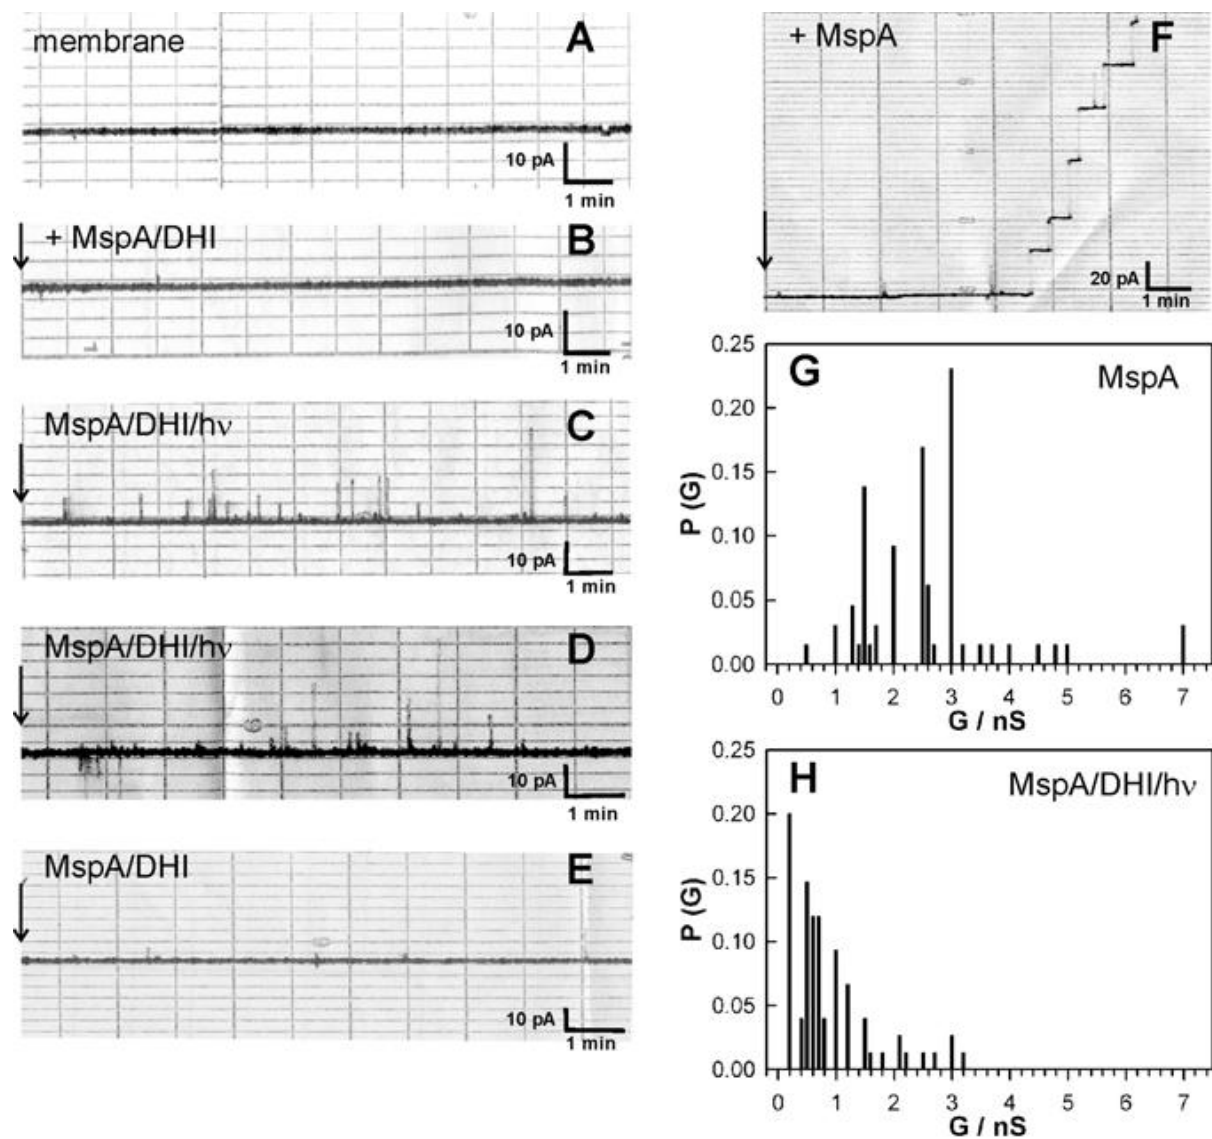 membrane
A
10 pA
1 min
+ MspA/DHI
B
10 pA
1 min
MspA/DHI/hν
C
10 pA
1 min
MspA/DHI/hν
D
10 pA
1 min
MspA/DHI
E
10 pA
1 min
+ MspA
F
20 pA
1 min
G
MspA
P (G)
0.25
0.20
0.15
0.10
0.05
0.00
0 1 2 3 4 5 6 7
G / nS
H
MspA/DHI/hν
P (G)
0.25
0.20
0.15
0.10
0.05
0.00
0 1 2 3 4 5 6 7
G / nS